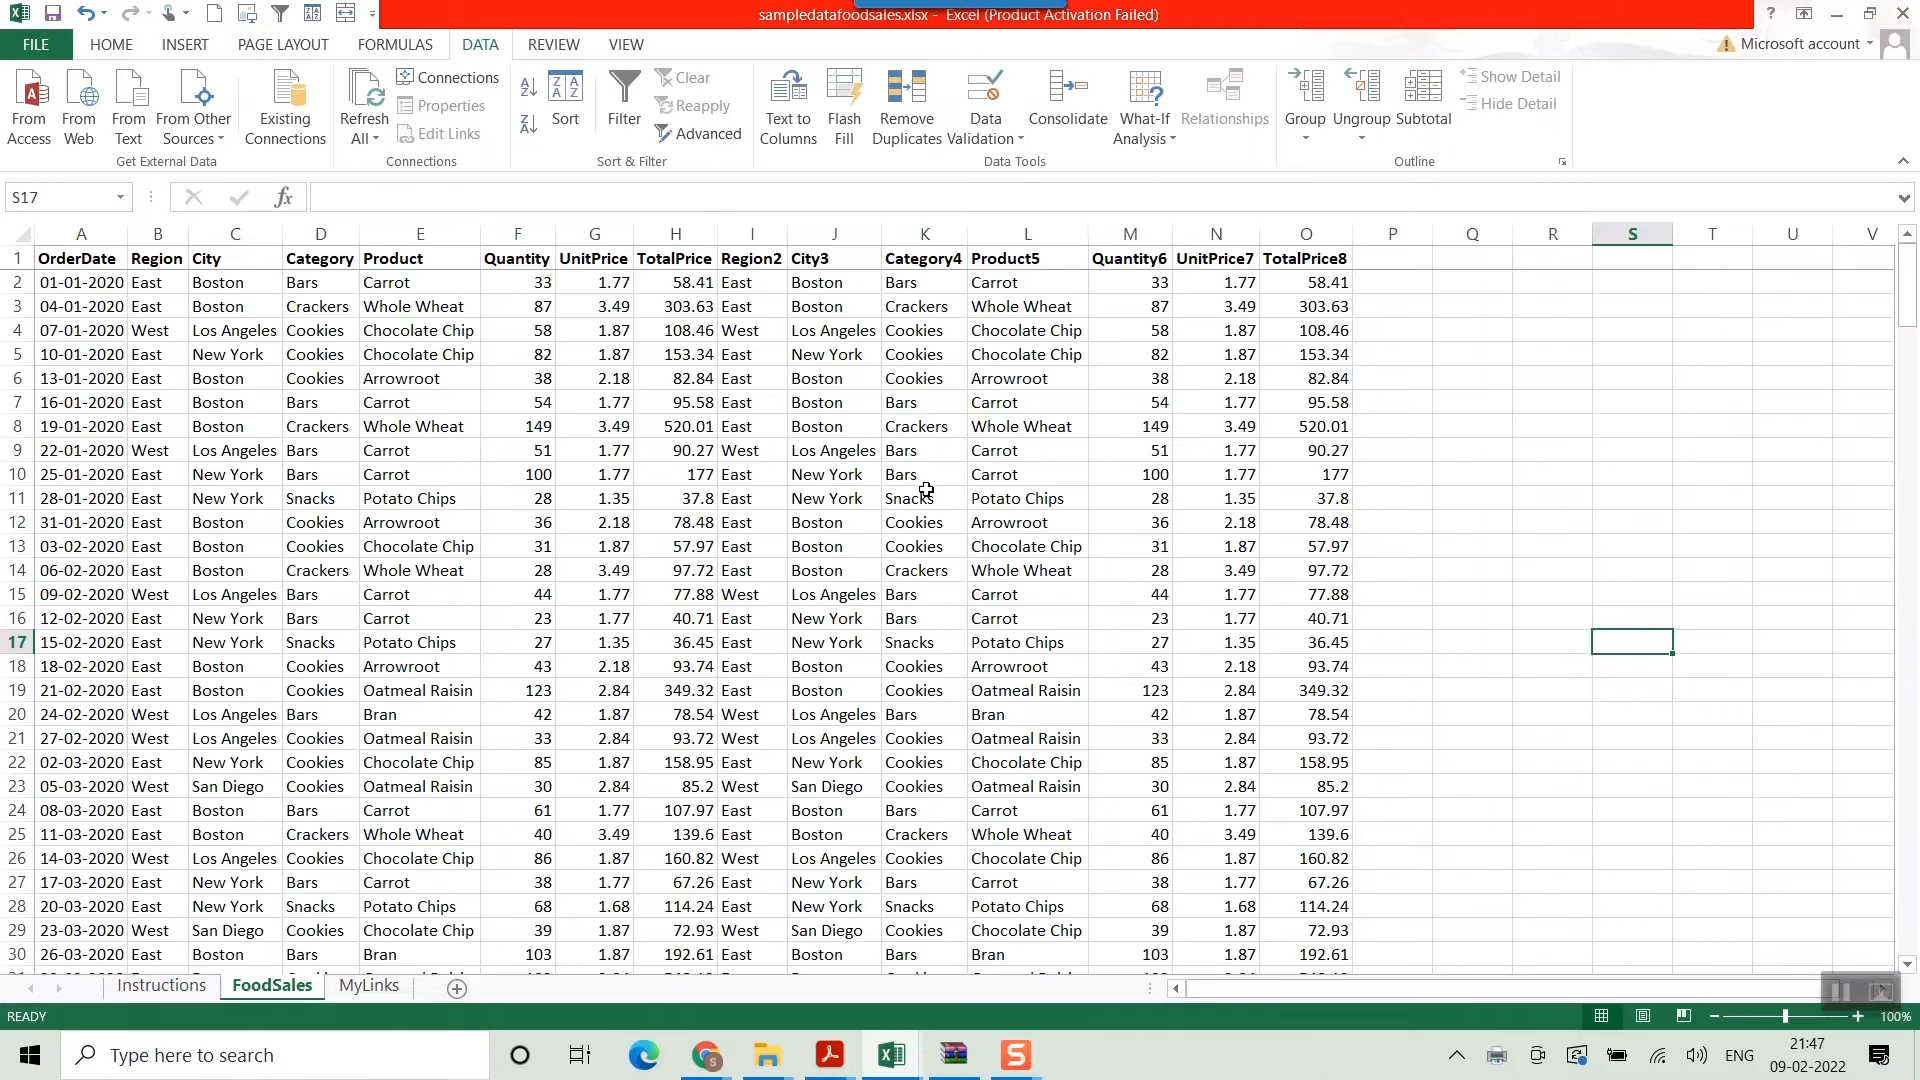 sampledatafoodsales.xlsx - Excel (Product Activation Failed)
FILE HOME INSERT PAGE LAYOUT FORMULAS DATA REVIEW VIEW Microsoft account
From Access From Web From Text From Other Sources Existing Connections Refresh All Connections Properties Edit Links Sort Filter Clear Reapply Advanced Text to Columns Flash Fill Remove Duplicates Data Validation Consolidate What-If Analysis Relationships Group Ungroup Subtotal Show Detail Hide Detail
Get External Data Connections Sort & Filter Data Tools Outline
S17 fx
A B C D E F G H I J K L M N O P Q R S T U V
1 OrderDate Region City Category Product Quantity UnitPrice TotalPrice Region2 City3 Category4 Product5 Quantity6 UnitPrice7 TotalPrice8
2 01-01-2020 East Boston Bars Carrot 33 1.77 58.41 East Boston Bars Carrot 33 1.77 58.41
3 04-01-2020 East Boston Crackers Whole Wheat 87 3.49 303.63 East Boston Crackers Whole Wheat 87 3.49 303.63
4 07-01-2020 West Los Angeles Cookies Chocolate Chip 58 1.87 108.46 West Los Angeles Cookies Chocolate Chip 58 1.87 108.46
5 10-01-2020 East New York Cookies Chocolate Chip 82 1.87 153.34 East New York Cookies Chocolate Chip 82 1.87 153.34
6 13-01-2020 East Boston Cookies Arrowroot 38 2.18 82.84 East Boston Cookies Arrowroot 38 2.18 82.84
7 16-01-2020 East Boston Bars Carrot 54 1.77 95.58 East Boston Bars Carrot 54 1.77 95.58
8 19-01-2020 East Boston Crackers Whole Wheat 149 3.49 520.01 East Boston Crackers Whole Wheat 149 3.49 520.01
9 22-01-2020 West Los Angeles Bars Carrot 51 1.77 90.27 West Los Angeles Bars Carrot 51 1.77 90.27
10 25-01-2020 East New York Bars Carrot 100 1.77 177 East New York Bars Carrot 100 1.77 177
11 28-01-2020 East New York Snacks Potato Chips 28 1.35 37.8 East New York Snacks Potato Chips 28 1.35 37.8
12 31-01-2020 East Boston Cookies Arrowroot 36 2.18 78.48 East Boston Cookies Arrowroot 36 2.18 78.48
13 03-02-2020 East Boston Cookies Chocolate Chip 31 1.87 57.97 East Boston Cookies Chocolate Chip 31 1.87 57.97
14 06-02-2020 East Boston Crackers Whole Wheat 28 3.49 97.72 East Boston Crackers Whole Wheat 28 3.49 97.72
15 09-02-2020 West Los Angeles Bars Carrot 44 1.77 77.88 West Los Angeles Bars Carrot 44 1.77 77.88
16 12-02-2020 East New York Bars Carrot 23 1.77 40.71 East New York Bars Carrot 23 1.77 40.71
17 15-02-2020 East New York Snacks Potato Chips 27 1.35 36.45 East New York Snacks Potato Chips 27 1.35 36.45
18 18-02-2020 East Boston Cookies Arrowroot 43 2.18 93.74 East Boston Cookies Arrowroot 43 2.18 93.74
19 21-02-2020 East Boston Cookies Oatmeal Raisin 123 2.84 349.32 East Boston Cookies Oatmeal Raisin 123 2.84 349.32
20 24-02-2020 West Los Angeles Bars Bran 42 1.87 78.54 West Los Angeles Bars Bran 42 1.87 78.54
21 27-02-2020 West Los Angeles Cookies Oatmeal Raisin 33 2.84 93.72 West Los Angeles Cookies Oatmeal Raisin 33 2.84 93.72
22 02-03-2020 East New York Cookies Chocolate Chip 85 1.87 158.95 East New York Cookies Chocolate Chip 85 1.87 158.95
23 05-03-2020 West San Diego Cookies Oatmeal Raisin 30 2.84 85.2 West San Diego Cookies Oatmeal Raisin 30 2.84 85.2
24 08-03-2020 East Boston Bars Carrot 61 1.77 107.97 East Boston Bars Carrot 61 1.77 107.97
25 11-03-2020 East Boston Crackers Whole Wheat 40 3.49 139.6 East Boston Crackers Whole Wheat 40 3.49 139.6
26 14-03-2020 West Los Angeles Cookies Chocolate Chip 86 1.87 160.82 West Los Angeles Cookies Chocolate Chip 86 1.87 160.82
27 17-03-2020 East New York Bars Carrot 38 1.77 67.26 East New York Bars Carrot 38 1.77 67.26
28 20-03-2020 East New York Snacks Potato Chips 68 1.68 114.24 East New York Snacks Potato Chips 68 1.68 114.24
29 23-03-2020 West San Diego Cookies Chocolate Chip 39 1.87 72.93 West San Diego Cookies Chocolate Chip 39 1.87 72.93
30 26-03-2020 East Boston Bars Bran 103 1.87 192.61 East Boston Bars Bran 103 1.87 192.61
Instructions FoodSales MyLinks
READY 100%
Type here to search ENG 21:47
09-02-2022